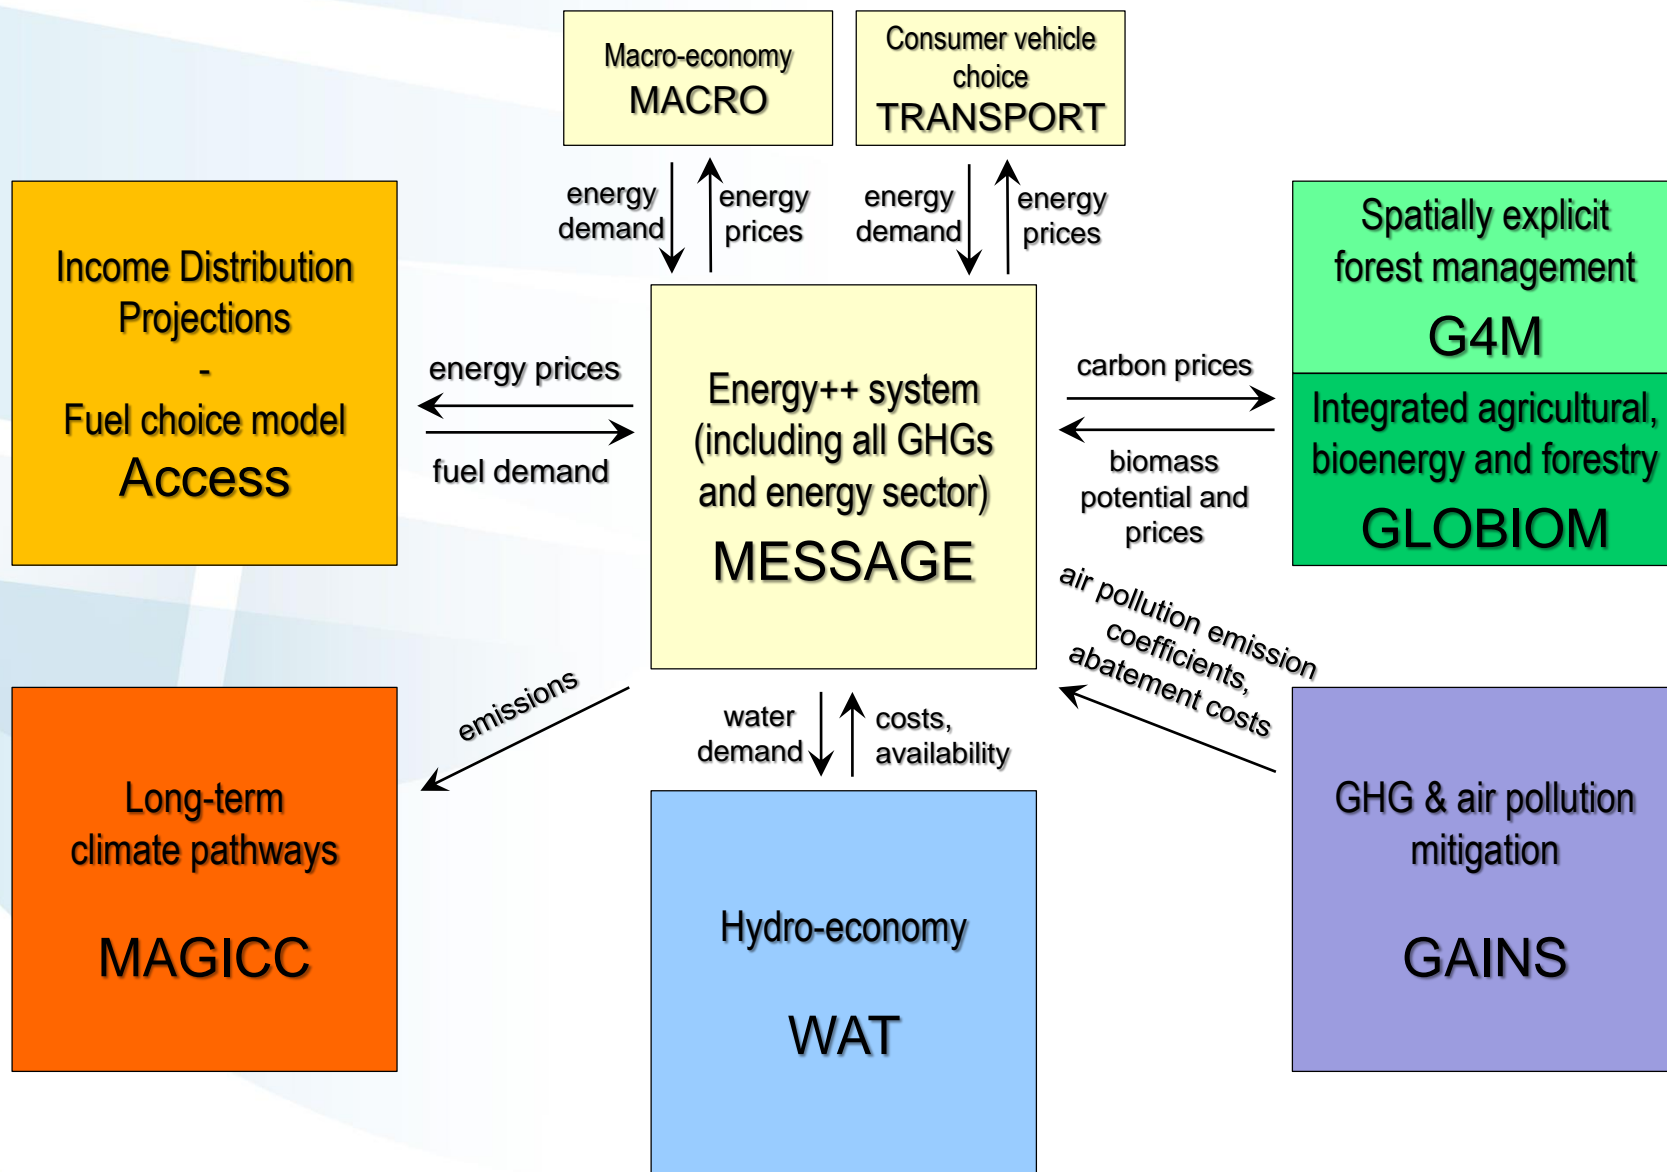 Macro-economy
MACRO
Consumer vehicle
choice
TRANSPORT
energy
demand
energy
prices
energy
demand
energy
prices
Income Distribution
Projections
-
Fuel choice model
Access
energy prices
fuel demand
Energy++ system
(including all GHGs
and energy sector)
MESSAGE
carbon prices
biomass
potential and
prices
Spatially explicit
forest management
G4M
Integrated agricultural,
bioenergy and forestry
GLOBIOM
air pollution emission
coefficients,
abatement costs
emissions
water
demand
costs,
availability
Long-term
climate pathways
MAGICC
Hydro-economy
WAT
GHG & air pollution
mitigation
GAINS